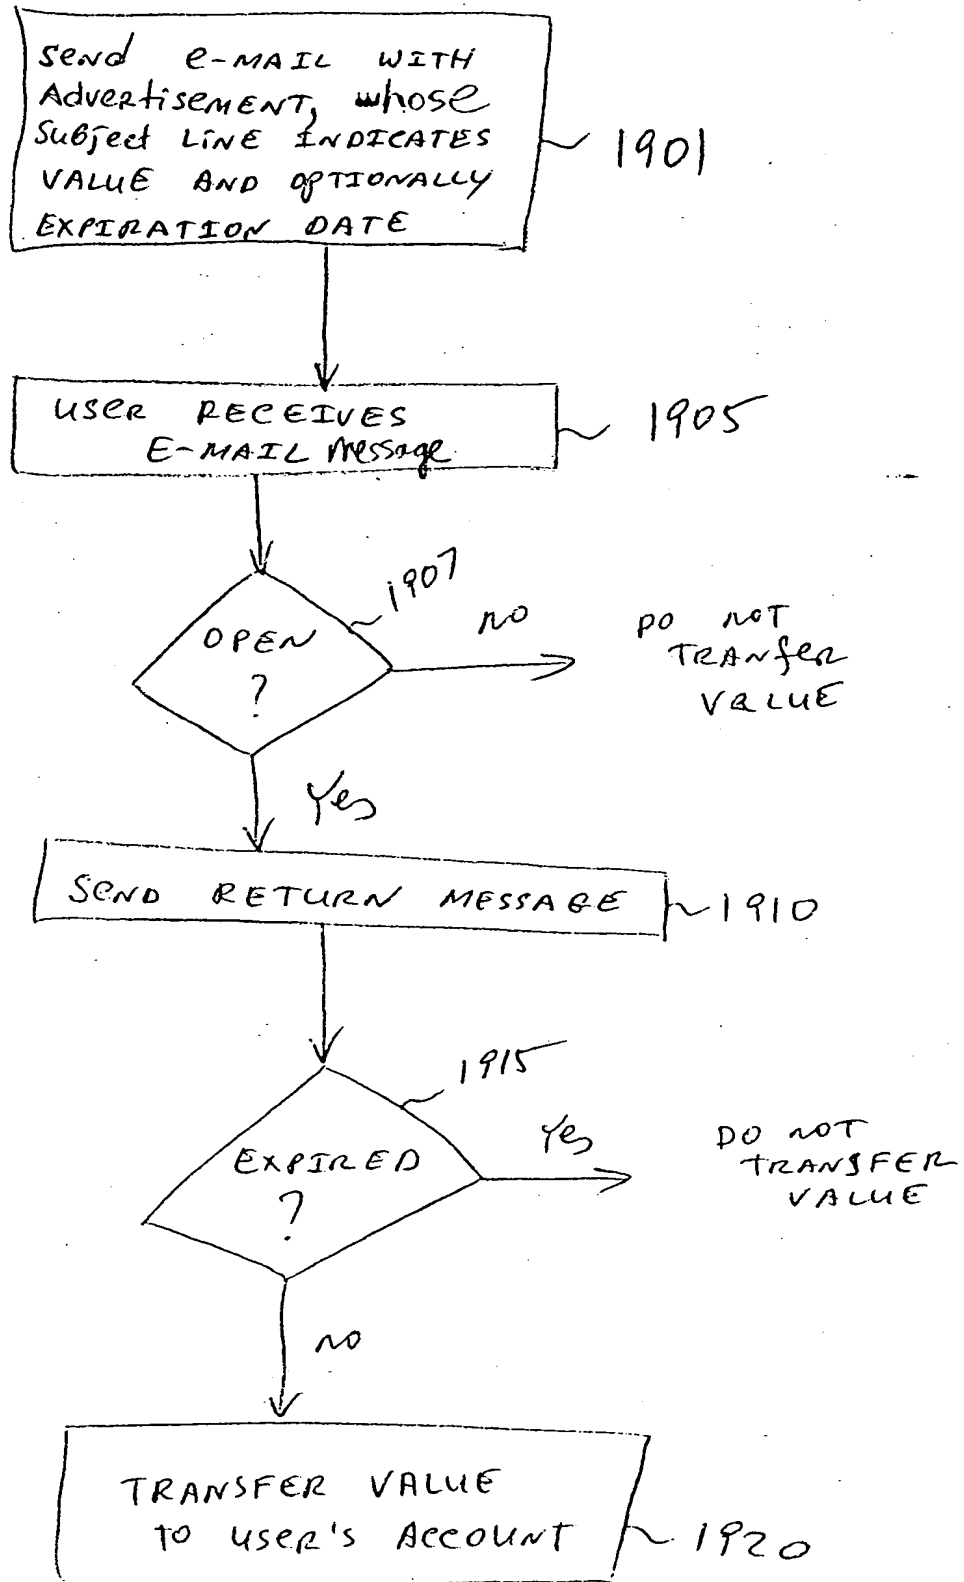 send e-MAIL WITH
AdveRtiseMENT, whose
Subject LINE INDICATES
VALUE AND OPTIONALLY
EXPIRATION DATE
1901
USER RECEIVES
E-MAIL Message
1905
OPEN
?
1907
NO
DO NOT
TRANfeR
VALUE
Yes
SEND RETURN MESSAGE
1910
EXPIRED
?
1915
Yes
DO NOT
TRANSFER
VALUE
NO
TRANSFER VALUE
TO USER'S ACCOUNT
1920